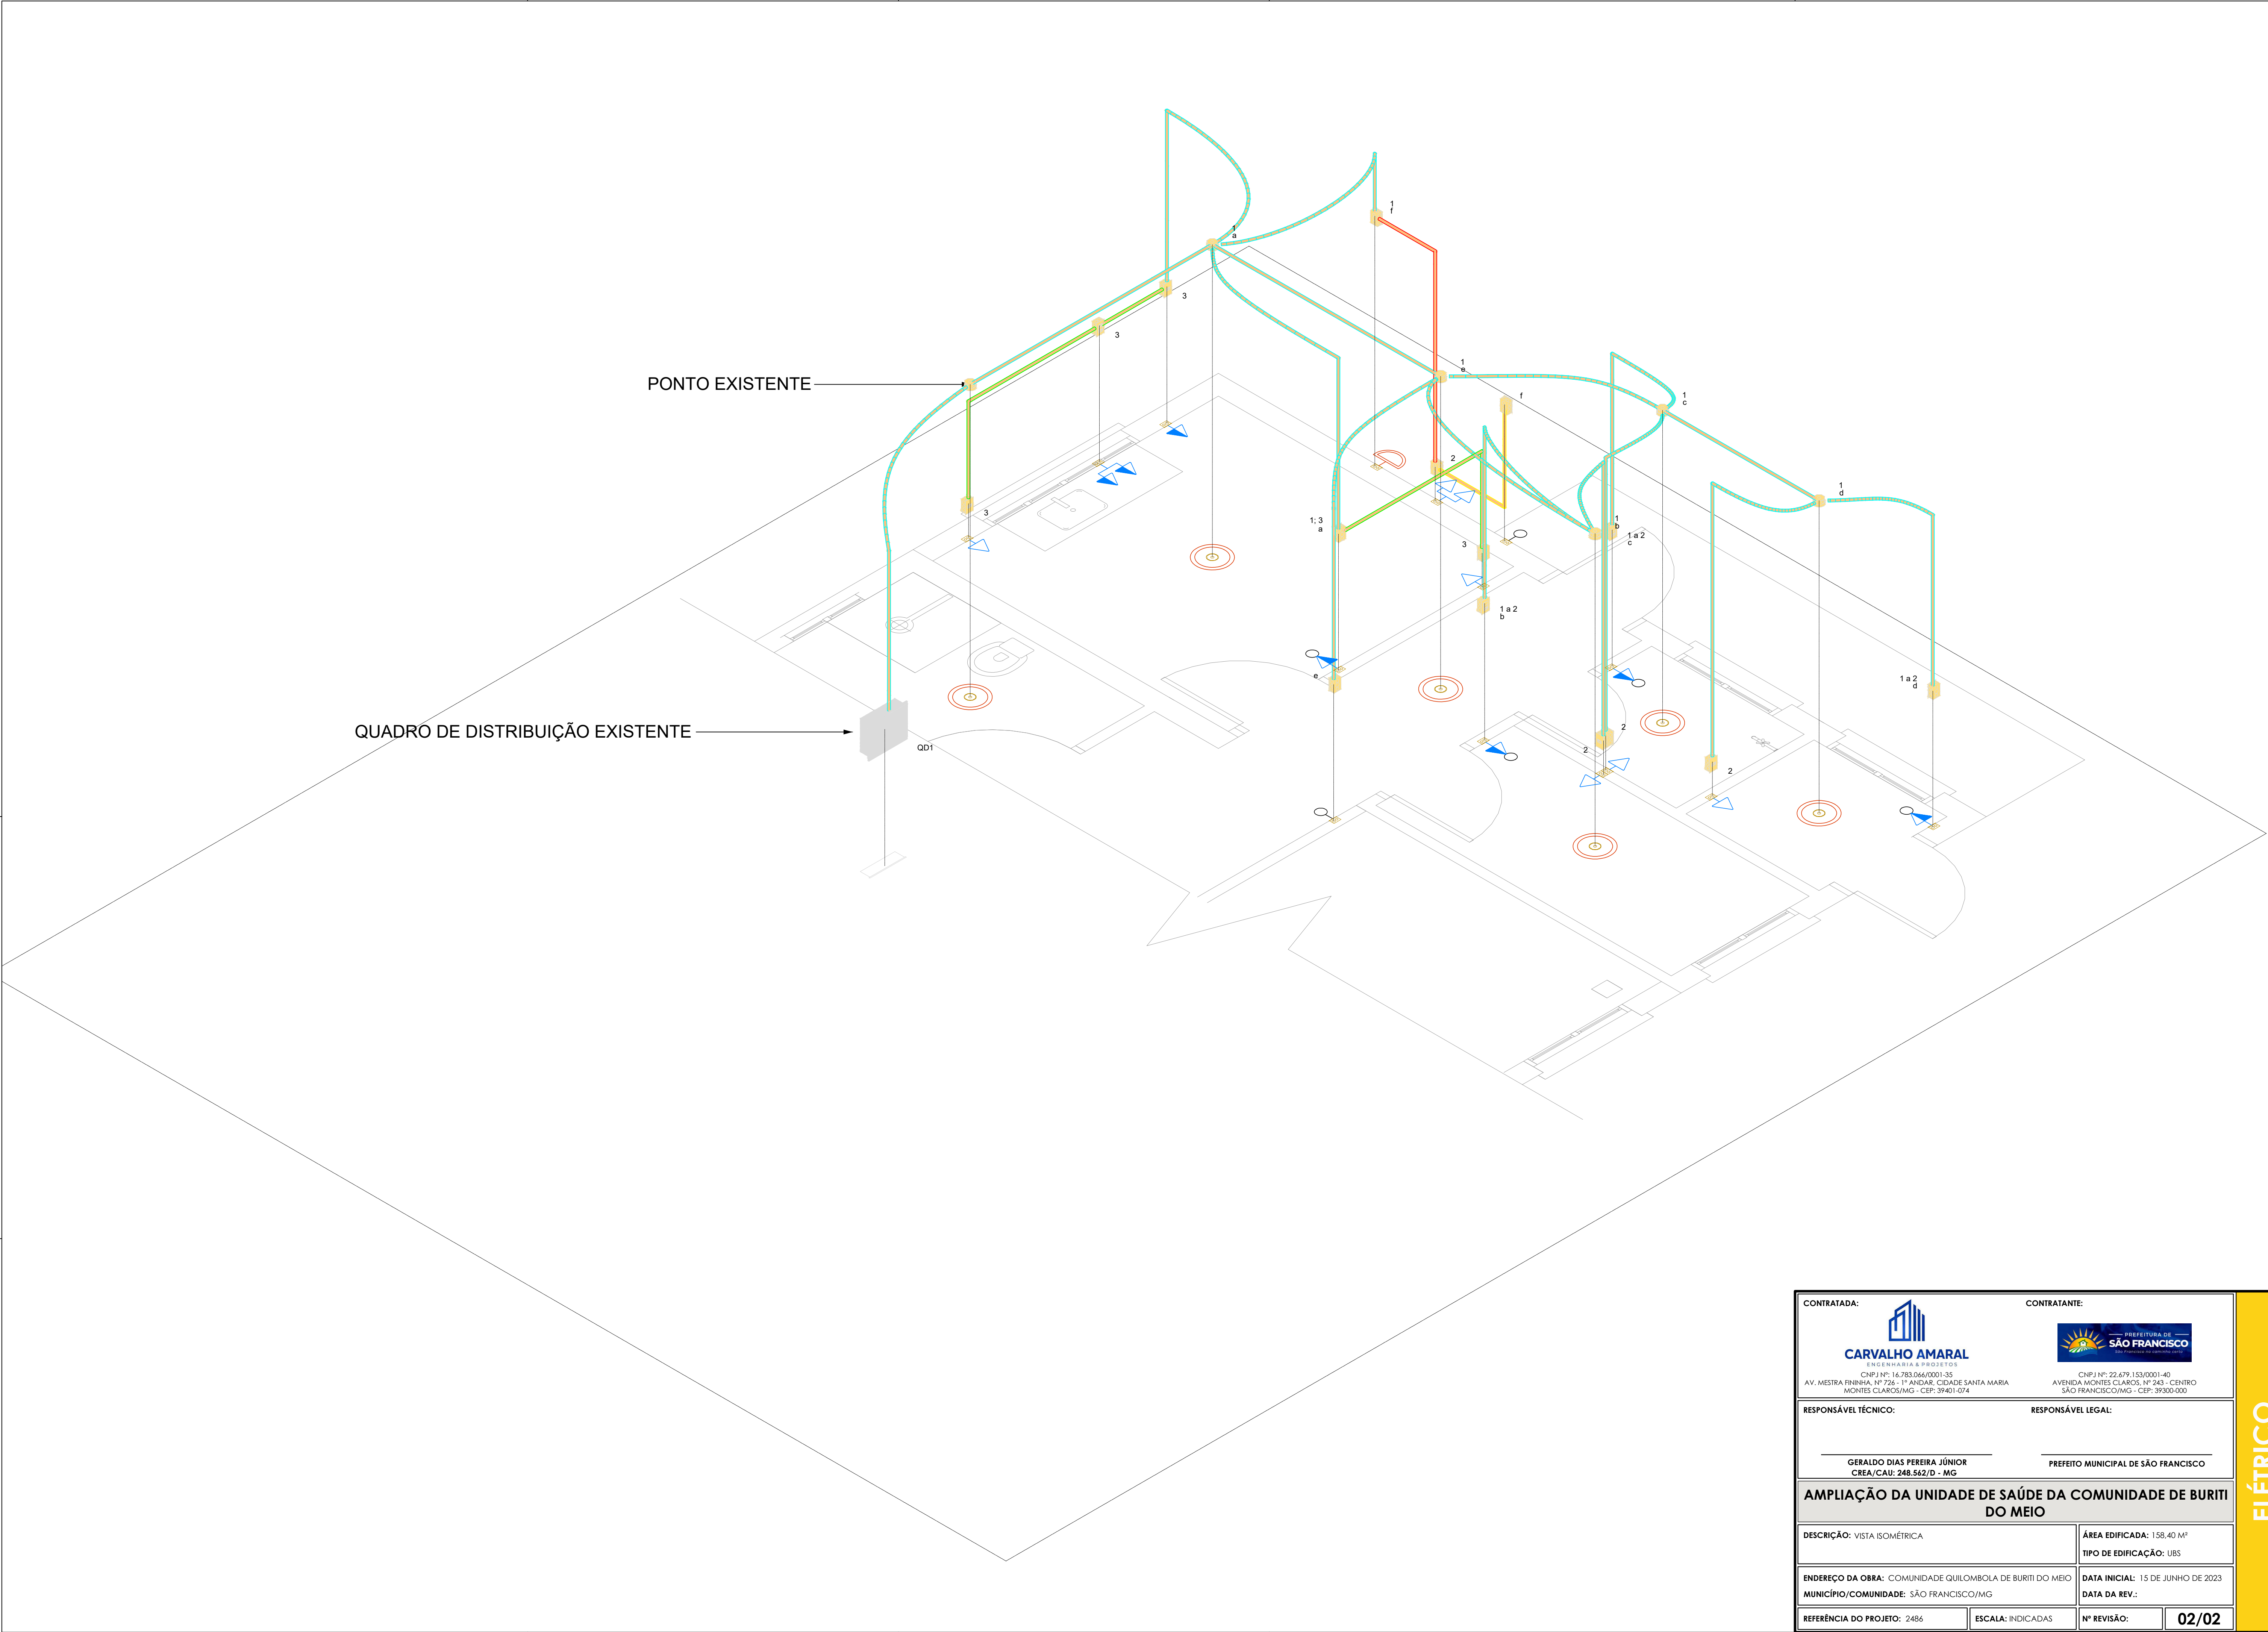 1
f
1
a
3
3
PONTO EXISTENTE
1
e
1
c
f
2
3
1
d
1; 3
a
1
b
1 a 2
c
3
1 a 2
b
e
1 a 2
d
QUADRO DE DISTRIBUIÇÃO EXISTENTE
QD1
2
2
2
CONTRATADA:
CARVALHO AMARAL
ENGENHARIA & PROJETOS
CNPJ Nº: 16.783.066/0001-35
AV. MESTRA FININHA, Nº 726 - 1º ANDAR, CIDADE SANTA MARIA
MONTES CLAROS/MG - CEP: 39401-074
CONTRATANTE:
PREFEITURA DE
SÃO FRANCISCO
São Francisco no caminho certo
CNPJ Nº: 22.679.153/0001-40
AVENIDA MONTES CLAROS, Nº 243 - CENTRO
SÃO FRANCISCO/MG - CEP: 39300-000
RESPONSÁVEL TÉCNICO:
GERALDO DIAS PEREIRA JÚNIOR
CREA/CAU: 248.562/D - MG
RESPONSÁVEL LEGAL:
PREFEITO MUNICIPAL DE SÃO FRANCISCO
AMPLIAÇÃO DA UNIDADE DE SAÚDE DA COMUNIDADE DE BURITI
DO MEIO
DESCRIÇÃO: VISTA ISOMÉTRICA
ÁREA EDIFICADA: 158,40 M²
TIPO DE EDIFICAÇÃO: UBS
ENDEREÇO DA OBRA: COMUNIDADE QUILOMBOLA DE BURITI DO MEIO
MUNICÍPIO/COMUNIDADE: SÃO FRANCISCO/MG
DATA INICIAL: 15 DE JUNHO DE 2023
DATA DA REV.:
REFERÊNCIA DO PROJETO: 2486
ESCALA: INDICADAS
Nº REVISÃO:
02/02
ELÉTRICO